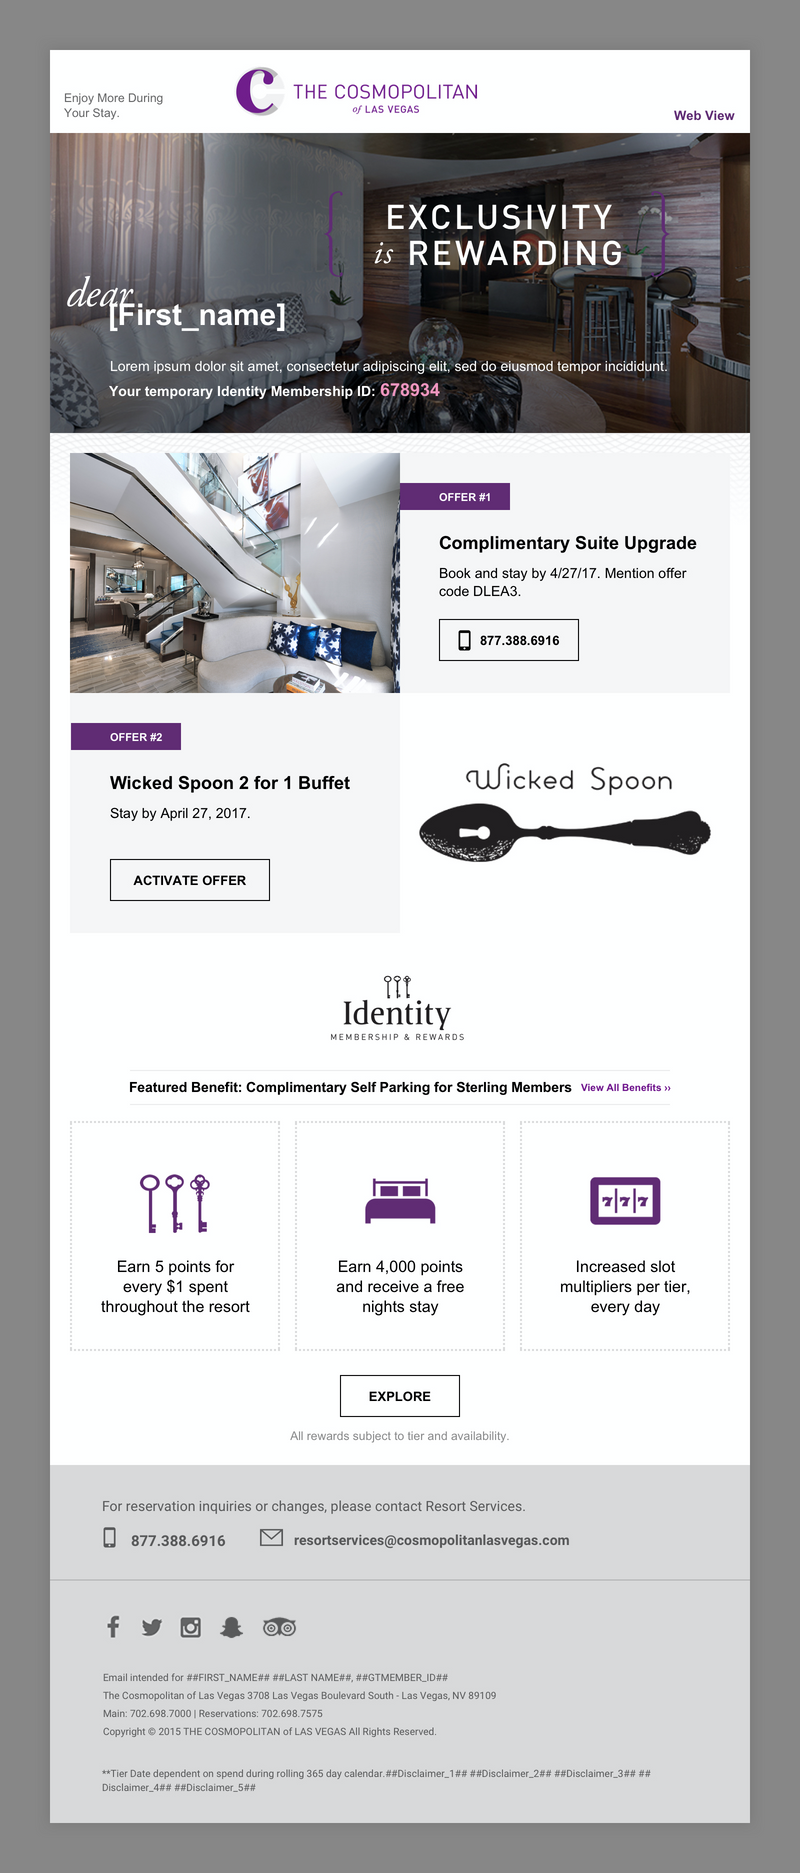 Enjoy More During
Your Stay.
THE COSMOPOLITAN
of LAS VEGAS
Web View
{ EXCLUSIVITY }
is REWARDING
dear
[First_name]
Lorem ipsum dolor sit amet, consectetur adipiscing elit, sed do eiusmod tempor incididunt.
Your temporary Identity Membership ID: 678934
OFFER #1
Complimentary Suite Upgrade
Book and stay by 4/27/17. Mention offer
code DLEA3.
877.388.6916
OFFER #2
Wicked Spoon 2 for 1 Buffet
Stay by April 27, 2017.
ACTIVATE OFFER
Wicked Spoon
Identity
MEMBERSHIP & REWARDS
Featured Benefit: Complimentary Self Parking for Sterling Members View All Benefits ››
Earn 5 points for
every $1 spent
throughout the resort
Earn 4,000 points
and receive a free
nights stay
7|7|7
Increased slot
multipliers per tier,
every day
EXPLORE
All rewards subject to tier and availability.
For reservation inquiries or changes, please contact Resort Services.
877.388.6916 resortservices@cosmopolitanlasvegas.com
Email intended for ##FIRST_NAME## ##LAST NAME##, ##GTMEMBER_ID##
The Cosmopolitan of Las Vegas 3708 Las Vegas Boulevard South - Las Vegas, NV 89109
Main: 702.698.7000 | Reservations: 702.698.7575
Copyright © 2015 THE COSMOPOLITAN of LAS VEGAS All Rights Reserved.
**Tier Date dependent on spend during rolling 365 day calendar.##Disclaimer_1## ##Disclaimer_2## ##Disclaimer_3## ##
Disclaimer_4## ##Disclaimer_5##